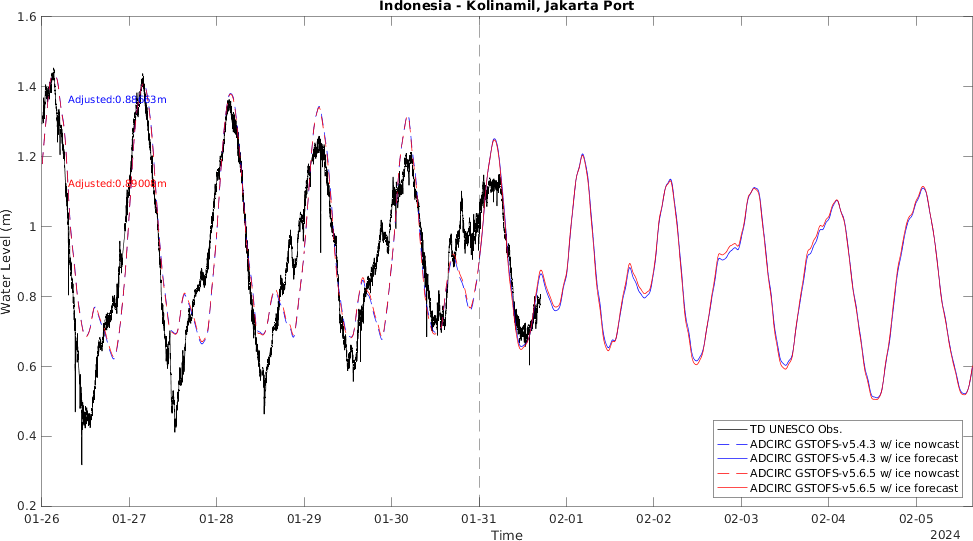 Indonesia - Kolinamil, Jakarta Port
Water Level (m)
1.6
1.4
1.2
1
0.8
0.6
0.4
0.2
Adjusted:
Adjusted:
TD UNESCO Obs.
ADCIRC GSTOFS-v5.4.3 w/ ice nowcast
ADCIRC GSTOFS-v5.4.3 w/ ice forecast
ADCIRC GSTOFS-v5.6.5 w/ ice nowcast
ADCIRC GSTOFS-v5.6.5 w/ ice forecast
01-26 01-27 01-28 01-29 01-30 01-31 02-01 02-02 02-03 02-04 02-05
Time
2024